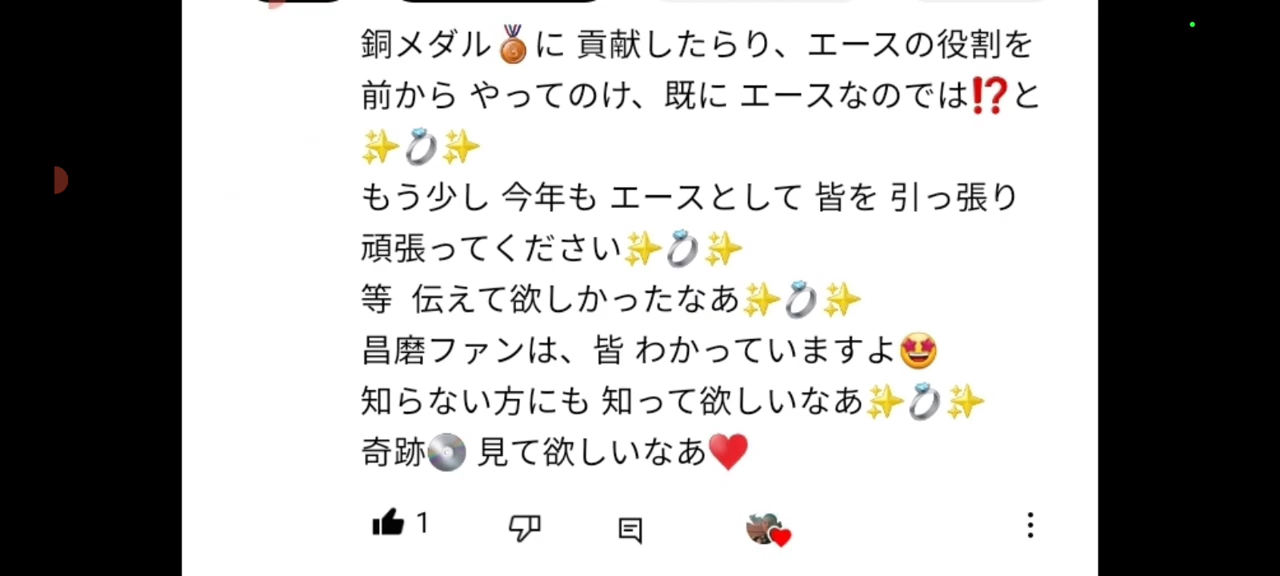 銅メダル🥉に 貢献したらり、エースの役割を
前から やってのけ、既に エースなのでは⁉️と
✨💍✨
もう少し 今年も エースとして 皆を 引っ張り
頑張ってください✨💍✨
等  伝えて欲しかったなあ✨💍✨
昌磨ファンは、皆 わかっていますよ🤩
知らない方にも 知って欲しいなあ✨💍✨
奇跡💿 見て欲しいなあ♥️
1